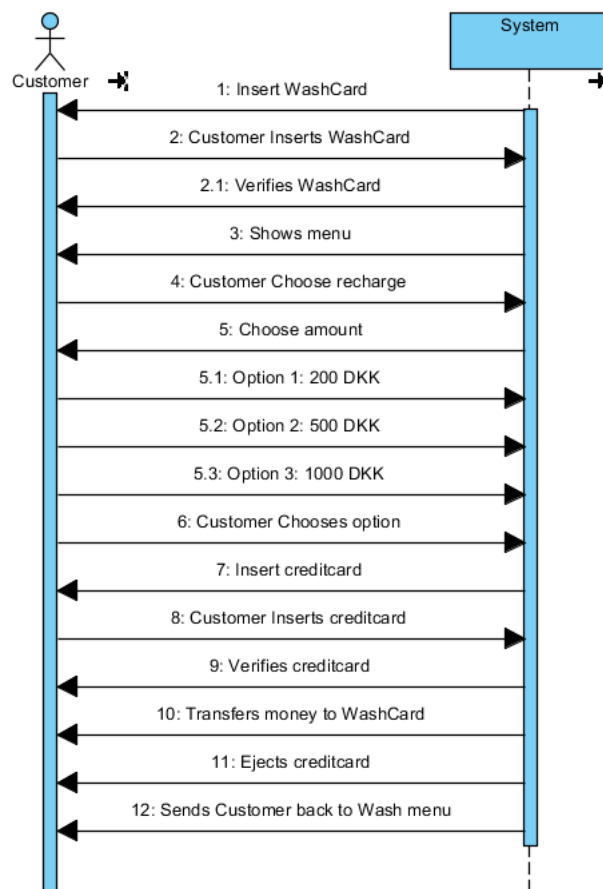 System
Customer
1: Insert WashCard
2: Customer Inserts WashCard
2.1: Verifies WashCard
3: Shows menu
4: Customer Choose recharge
5: Choose amount
5.1: Option 1: 200 DKK
5.2: Option 2: 500 DKK
5.3: Option 3: 1000 DKK
6: Customer Chooses option
7: Insert creditcard
8: Customer Inserts creditcard
9: Verifies creditcard
10: Transfers money to WashCard
11: Ejects creditcard
12: Sends Customer back to Wash menu